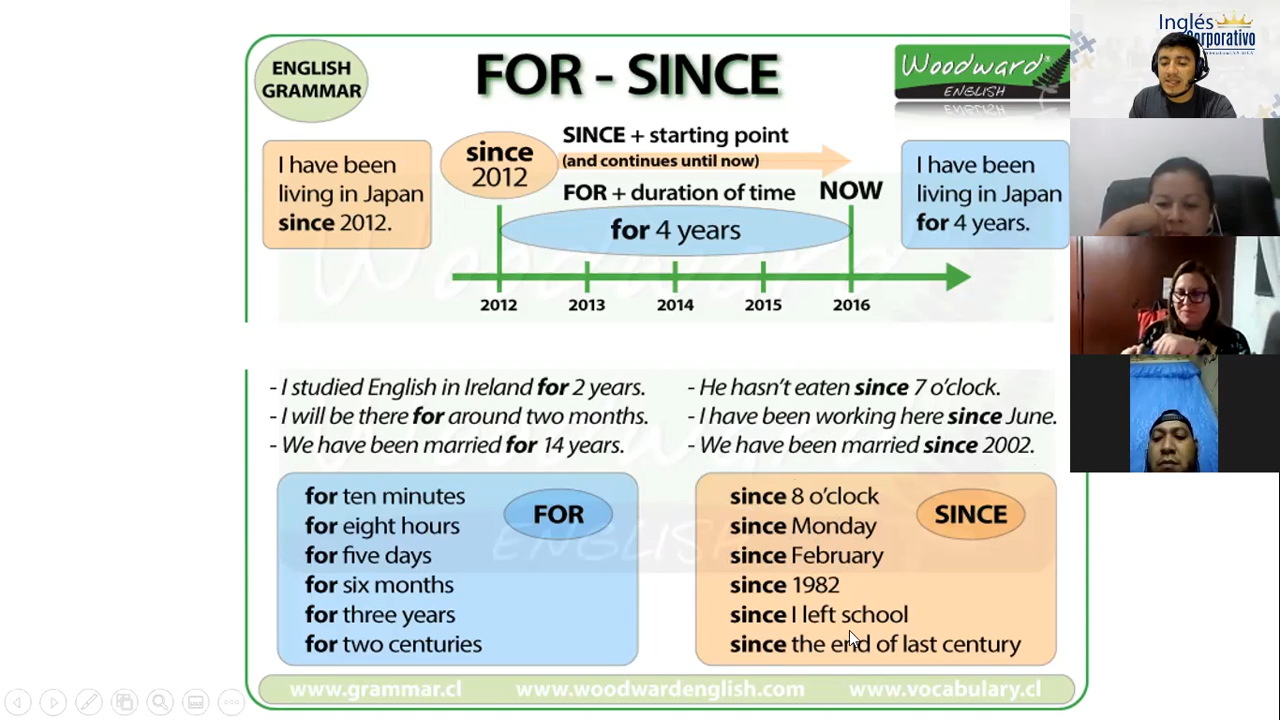 ENGLISH
GRAMMAR
FOR - SINCE
Woodward
ENGLISH
Inglés
Corporativo
I have been
living in Japan
since 2012.
since
2012
SINCE + starting point
(and continues until now)
FOR + duration of time
NOW
for 4 years
I have been
living in Japan
for 4 years.
2012 2013 2014 2015 2016
- I studied English in Ireland for 2 years.
- I will be there for around two months.
- We have been married for 14 years.
- He hasn't eaten since 7 o'clock.
- I have been working here since June.
- We have been married since 2002.
FOR
for ten minutes
for eight hours
for five days
for six months
for three years
for two centuries
SINCE
since 8 o'clock
since Monday
since February
since 1982
since I left school
since the end of last century
www.grammar.cl www.woodwardenglish.com www.vocabulary.cl